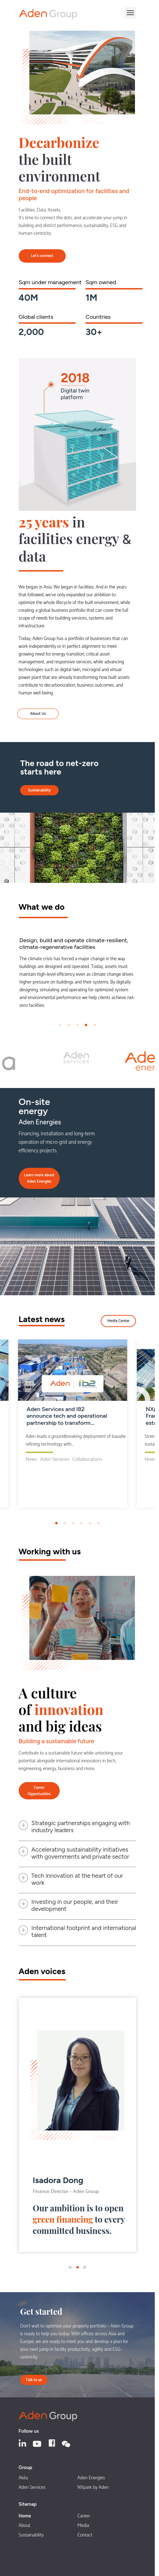 Aden Group
Decarbonize
the built
environment
End-to-end optimization for facilities and
people
Facilities. Data. Assets.
It's time to connect the dots, and accelerate your jump in
building and district performance, sustainability, ESG and
human-centricity.
Let's connect
Sqm under management
40M
Sqm owned
1M
Global clients
2,000
Countries
30+
2018
Digital twin
platform
25 years in
facilities energy &
data
We began in Asia. We began in facilities. And in the years
that followed, we've only expanded our ambition to
optimize the whole lifecycle of the built environment, while
creating a global business portfolio that can cover the full
scope of needs for building services, systems and
infrastructure.
Today, Aden Group has a portfolio of businesses that can
work independently or in perfect alignment to meet
growing need for energy transition, critical asset
management, and responsive services, while advancing
technologies such as digital twin, microgrid and virtual
power plant that are already transforming how built assets
contribute to decarbonization, business outcomes, and
human well-being.
About Us
The road to net-zero
starts here
Sustainability
What we do
Design, build and operate climate-resilient,
climate-regenerative facilities
The climate crisis has forced a major rethink in the way
buildings are designed and operated. Today, assets must
maintain high-level efficiency even as climate change drives
higher pressures on buildings and their systems. By digitally
designing, simulating and operating for optimized system
and environmental performance we help clients achieve net-
zero facilities.
a
aden
services
Ade
ener
On-site
energy
Aden Energies
Financing, installation and long-term
operation of micro-grid and energy
efficiency projects.
Learn more about
Aden Energies
Latest news
Media Center
Aden
ib2
Aden Services and IB2
announce tech and operational
partnership to transform...
Aden leads a groundbreaking deployment of bauxite
refining technology with...
News Aden Services Collaborations
Fra
est
News
Working with us
A culture
of innovation
and big ideas
Building a sustainable future
Contribute to a sustainable future while unlocking your
potential alongside international innovators in tech,
engineering, energy, business and more.
Career
Opportunities
Strategic partnerships engaging with
industry leaders
Accelerating sustainability initiatives
with governments and private sector
Tech innovation at the heart of our
work
Investing in our people, and their
development
International footprint and international
talent
Aden voices
Isadora Dong
Finance Director - Aden Group
Our ambition is to open
green financing to every
committed business.
Get started
Don't wait to optimize your property portfolio - Aden Group
is ready to help you today. With offices across Asia and
Europe, we are ready to meet you and develop a plan for
your next jump in facility productivity, agility and ESG-
centricity.
Talk to us
Aden Group
Follow us
Group
Akila
Aden Energies
Aden Services
NXpark by Aden
Sitemap
Home
Career
About
Media
Sustainability
Contact